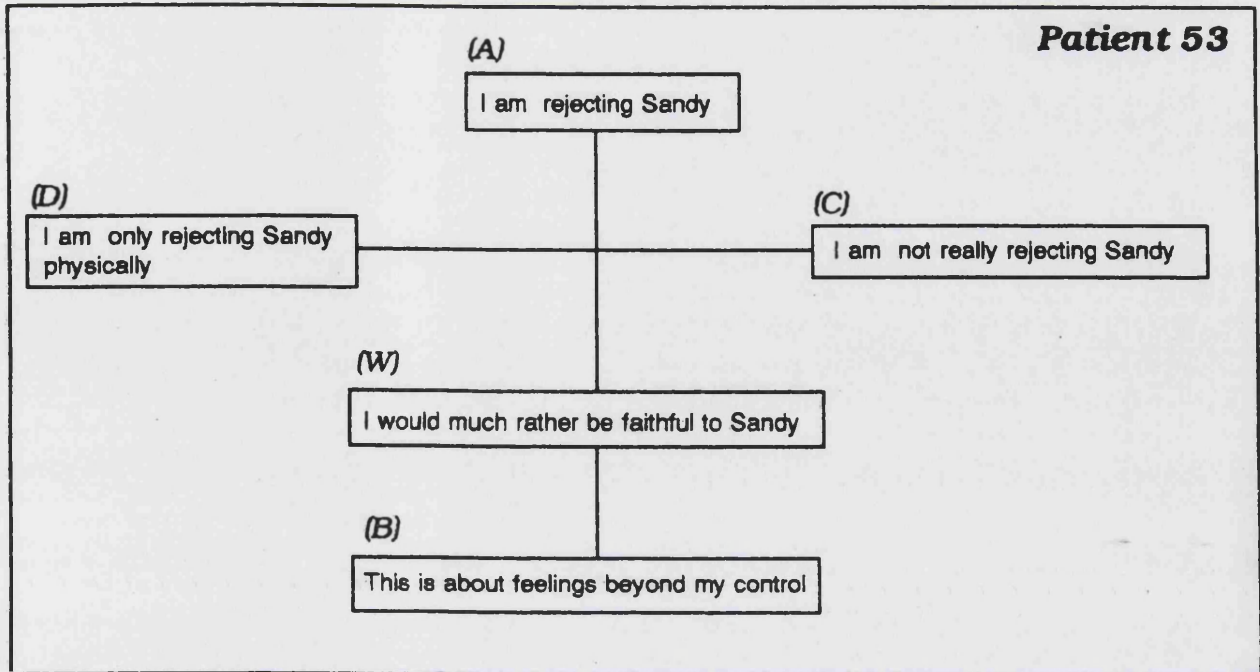 Patient 53
(A)
I am rejecting Sandy
(D)
I am only rejecting Sandy
physically
(C)
I am not really rejecting Sandy
(W)
I would much rather be faithful to Sandy
(B)
This is about feelings beyond my control